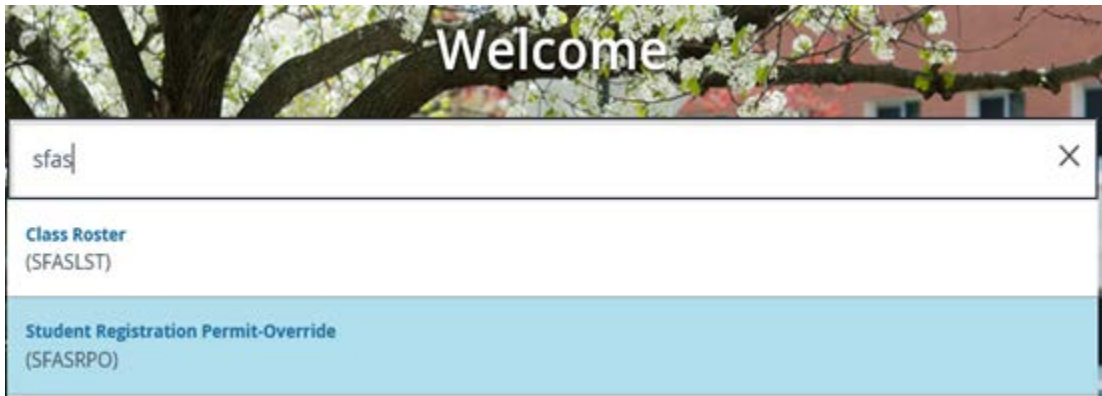 Welcome
sfas
Class Roster
(SFASLST)
Student Registration Permit-Override
(SFASRPO)